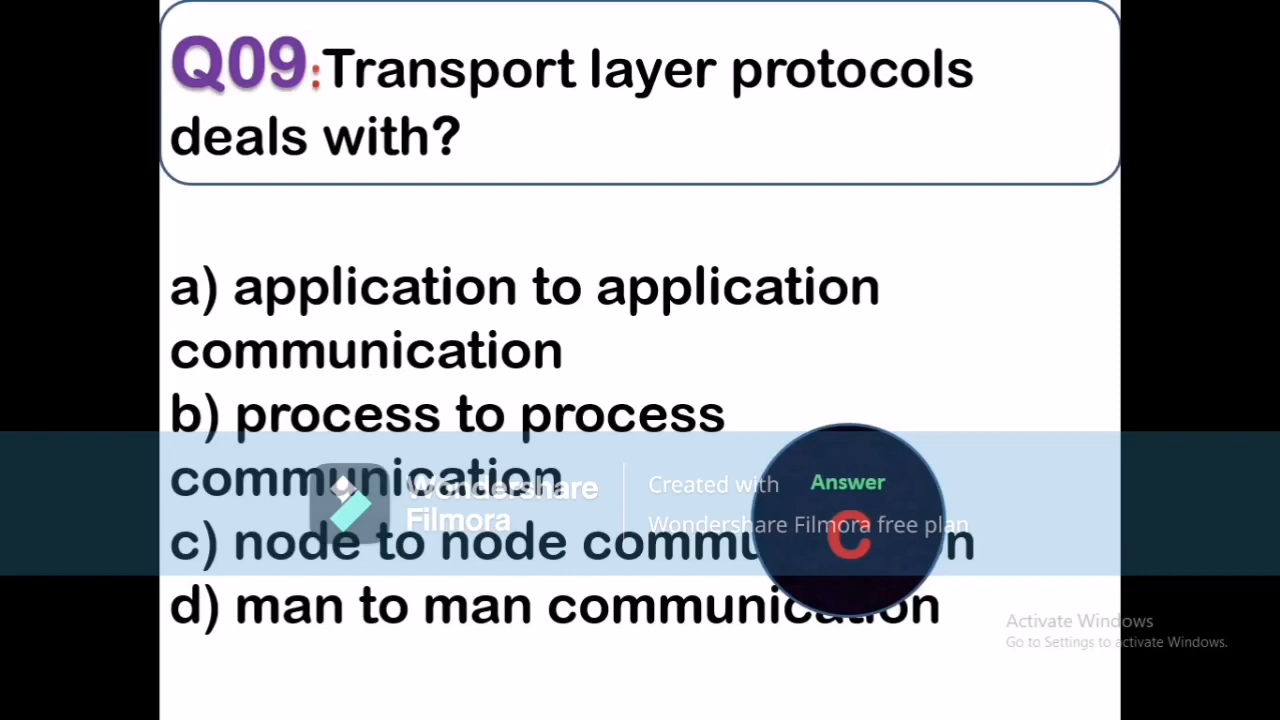 Q09:Transport layer protocols
deals with?
a) application to application
communication
b) process to process
communication
c) node to node commu n
d) man to man communication
Answer
C
Wondershare
Filmora
Created with
Wondershare Filmora free plan
Activate Windows
Go to Settings to activate Windows.